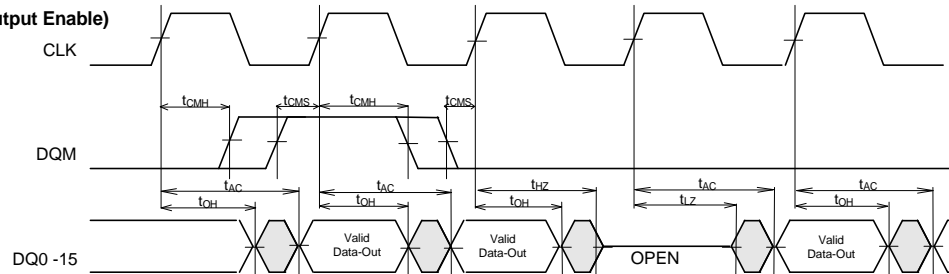 utput Enable)
CLK
tCMH tCMS tCMH tCMS
DQM
tAC tAC tHZ tAC tAC
tOH tOH tOH tLZ tOH
DQ0 -15 Valid Data-Out Valid Data-Out OPEN Valid Data-Out